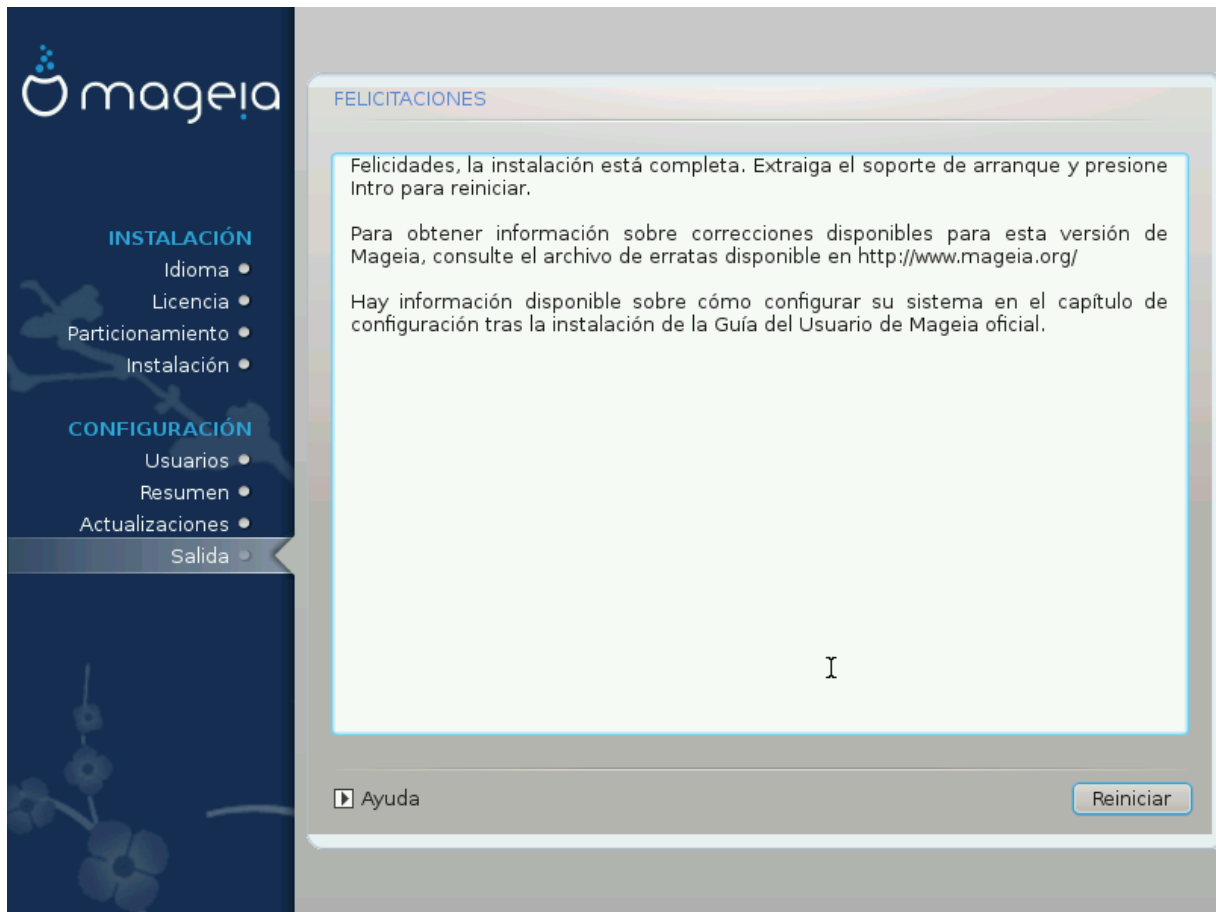 mageia
INSTALACIÓN
Idioma
Licencia
Particionamiento
Instalación
CONFIGURACIÓN
Usuarios
Resumen
Actualizaciones
Salida
FELICITACIONES
Felicidades, la instalación está completa. Extraiga el soporte de arranque y presione
Intro para reiniciar.
Para obtener información sobre correcciones disponibles para esta versión de
Mageia, consulte el archivo de erratas disponible en http://www.mageia.org/
Hay información disponible sobre cómo configurar su sistema en el capítulo de
configuración tras la instalación de la Guía del Usuario de Mageia oficial.
Ayuda
Reiniciar